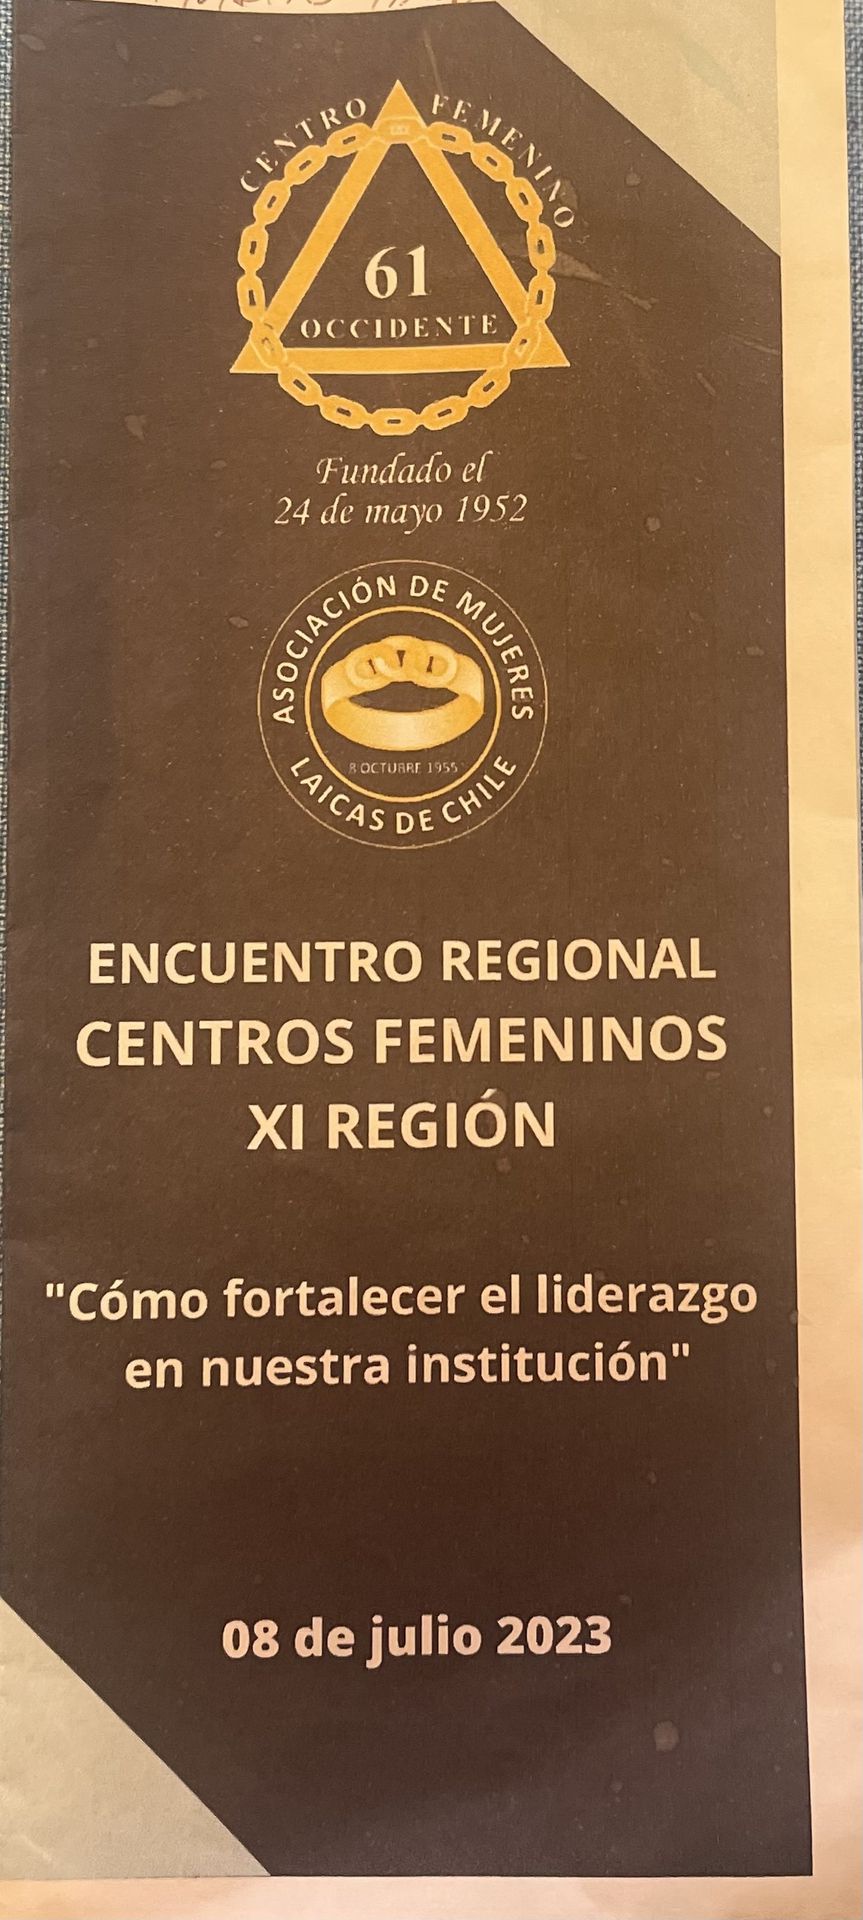 CENTRO FEMENINO
61
OCCIDENTE
Fundado el
24 de mayo 1952
ASOCIACIÓN DE MUJERES
LAICAS DE CHILE
8 OCTUBRE 1955
ENCUENTRO REGIONAL
CENTROS FEMENINOS
XI REGIÓN
"Cómo fortalecer el liderazgo
en nuestra institución"
08 de julio 2023